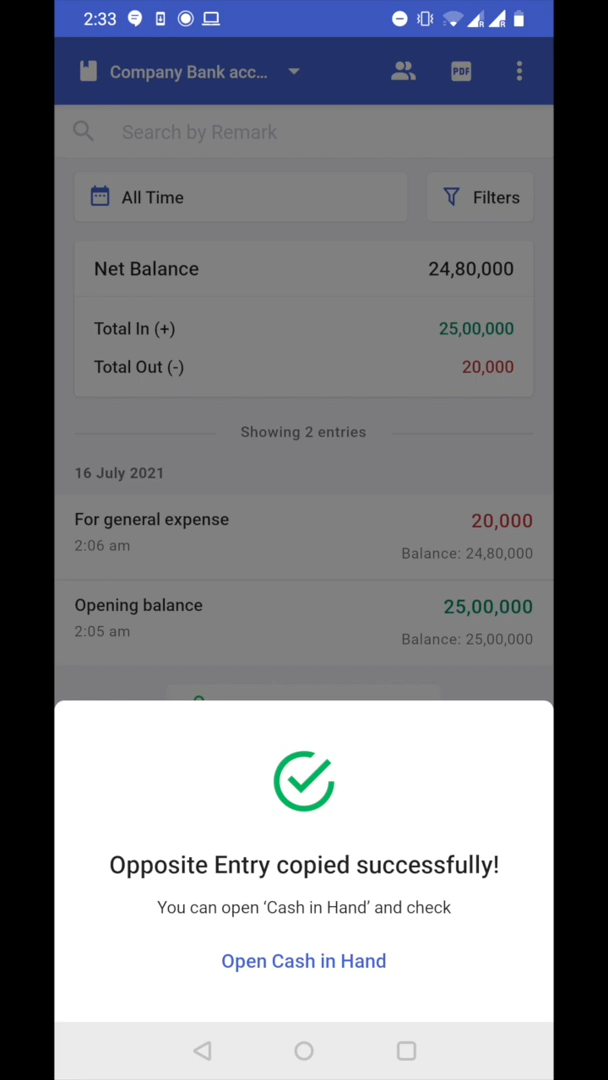 2:33
Company Bank acc...
PDF
Search by Remark
All Time
Filters
Net Balance 24,80,000
Total In (+) 25,00,000
Total Out (-) 20,000
Showing 2 entries
16 July 2021
For general expense 20,000
2:06 am Balance: 24,80,000
Opening balance 25,00,000
2:05 am Balance: 25,00,000
Opposite Entry copied successfully!
You can open ‘Cash in Hand’ and check
Open Cash in Hand